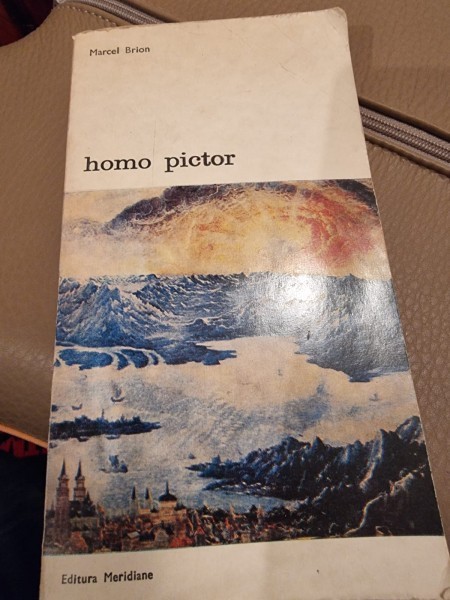 Marcel Brion
homo pictor
Editura Meridiane